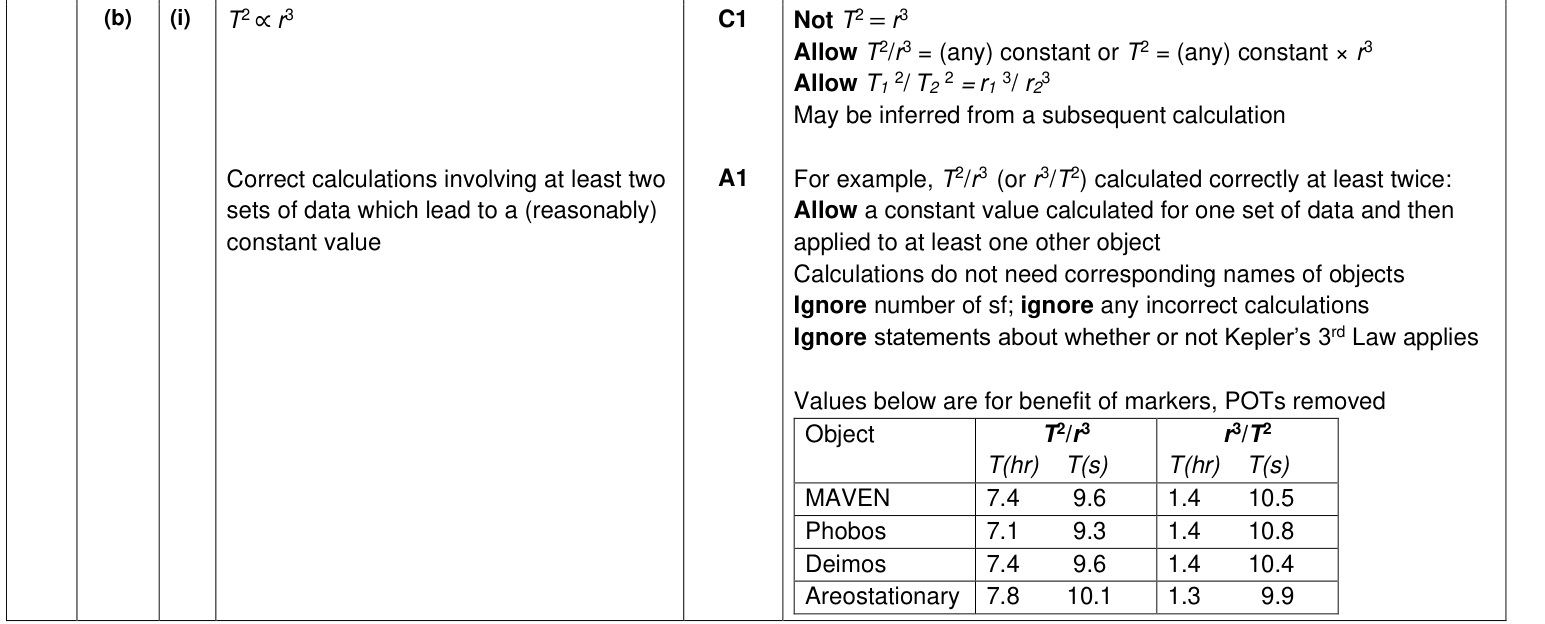 (b) (i) T² ∝ r³ C1 Not T² = r³
Allow T²/r³ = (any) constant or T² = (any) constant × r³
Allow T₁ ²/ T₂ ² = r₁ ³/ r₂³
May be inferred from a subsequent calculation
Correct calculations involving at least two
sets of data which lead to a (reasonably)
constant value
A1
For example, T²/r³ (or r³/T²) calculated correctly at least twice:
Allow a constant value calculated for one set of data and then
applied to at least one other object
Calculations do not need corresponding names of objects
Ignore number of sf; ignore any incorrect calculations
Ignore statements about whether or not Kepler's 3rd Law applies
Values below are for benefit of markers, POTs removed
Object T²/r³ r³/T²
T(hr) T(s) T(hr) T(s)
MAVEN 7.4 9.6 1.4 10.5
Phobos 7.1 9.3 1.4 10.8
Deimos 7.4 9.6 1.4 10.4
Areostationary 7.8 10.1 1.3 9.9